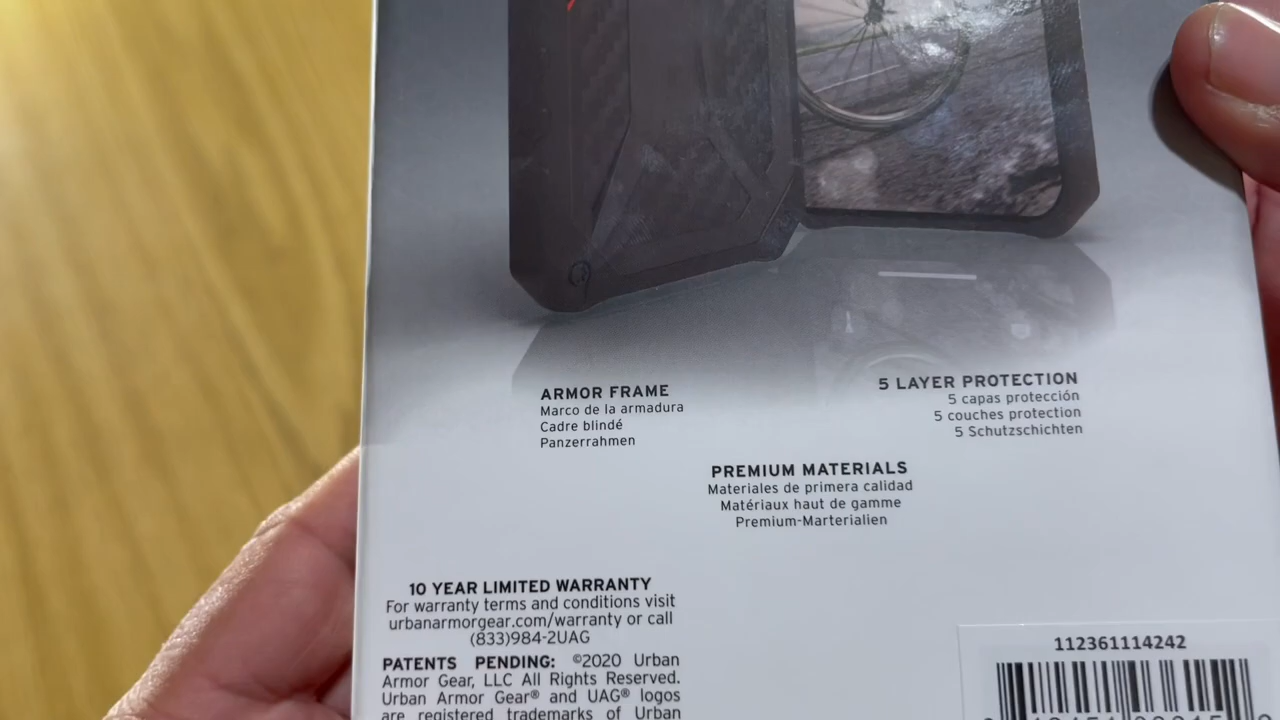 ARMOR FRAME
Marco de la armadura
Cadre blindé
Panzerrahmen
5 LAYER PROTECTION
5 capas protección
5 couches protection
5 Schutzschichten
PREMIUM MATERIALS
Materiales de primera calidad
Matériaux haut de gamme
Premium-Marterialien
10 YEAR LIMITED WARRANTY
For warranty terms and conditions visit
urbanarmorgear.com/warranty or call
(833)984-2UAG
PATENTS PENDING: ©2020 Urban
Armor Gear, LLC All Rights Reserved.
Urban Armor Gear® and UAG® logos
are registered trademarks of Urban
112361114242